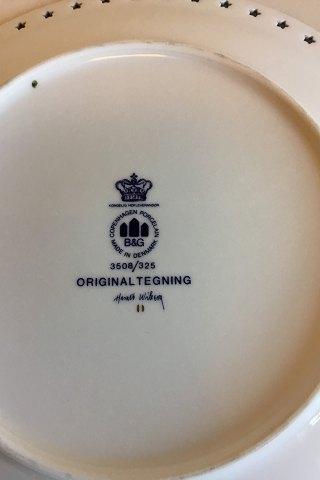 KONGELIG HOFLEVERANDØR
COPENHAGEN PORCELAIN
B&G
MADE IN DENMARK
3508/325
ORIGINALTEGNING